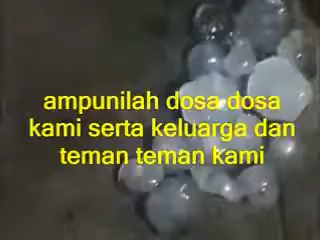 ampunilah dosa dosa
kami serta keluarga dan
teman teman kami